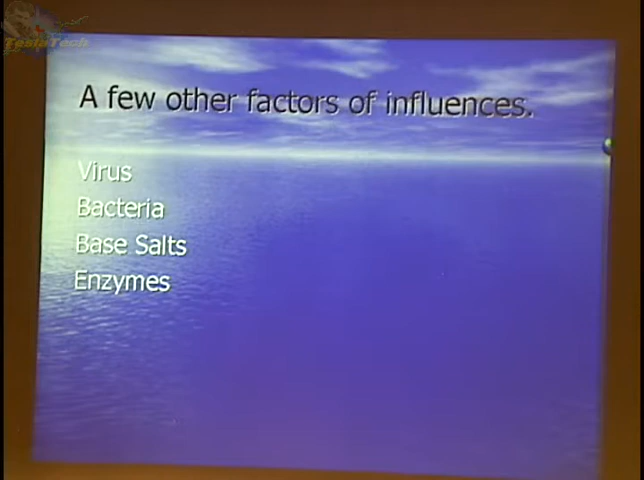 TeslaTech
A few other factors of influences.
Virus
Bacteria
Base Salts
Enzymes